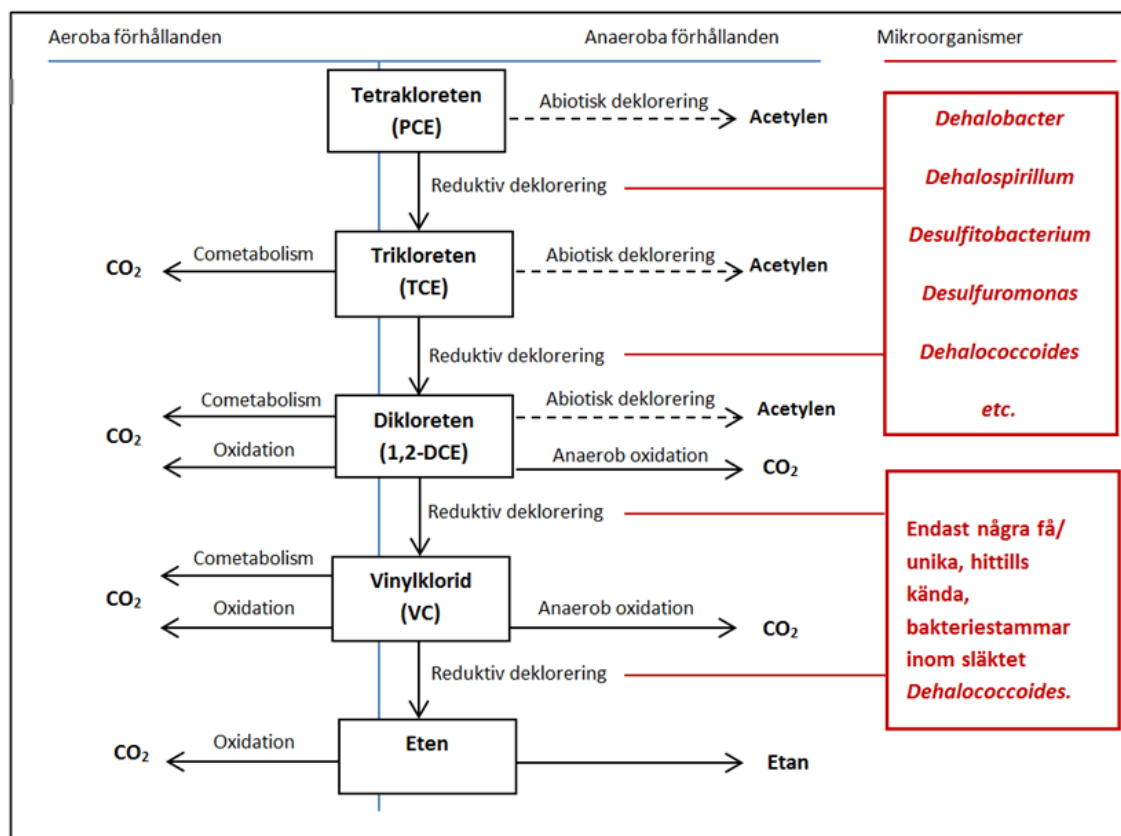 Aeroba förhållanden
Anaeroba förhållanden
Mikroorganismer
Tetrakloreten
(PCE)
Abiotisk deklorering
Acetylen
Reduktiv deklorering
CO₂
Cometabolism
Trikloreten
(TCE)
Abiotisk deklorering
Acetylen
Reduktiv deklorering
CO₂
Cometabolism
Oxidation
Dikloreten
(1,2-DCE)
Abiotisk deklorering
Acetylen
Anaerob oxidation
CO₂
Reduktiv deklorering
CO₂
Cometabolism
Oxidation
Vinylklorid
(VC)
Anaerob oxidation
CO₂
Reduktiv deklorering
CO₂
Oxidation
Eten
Etan
Dehalobacter
Dehalospirillum
Desulfitobacterium
Desulfuromonas
Dehalococcoides
etc.
Endast några få/
unika, hittills
kända,
bakteriestammar
inom släktet
Dehalococcoides.